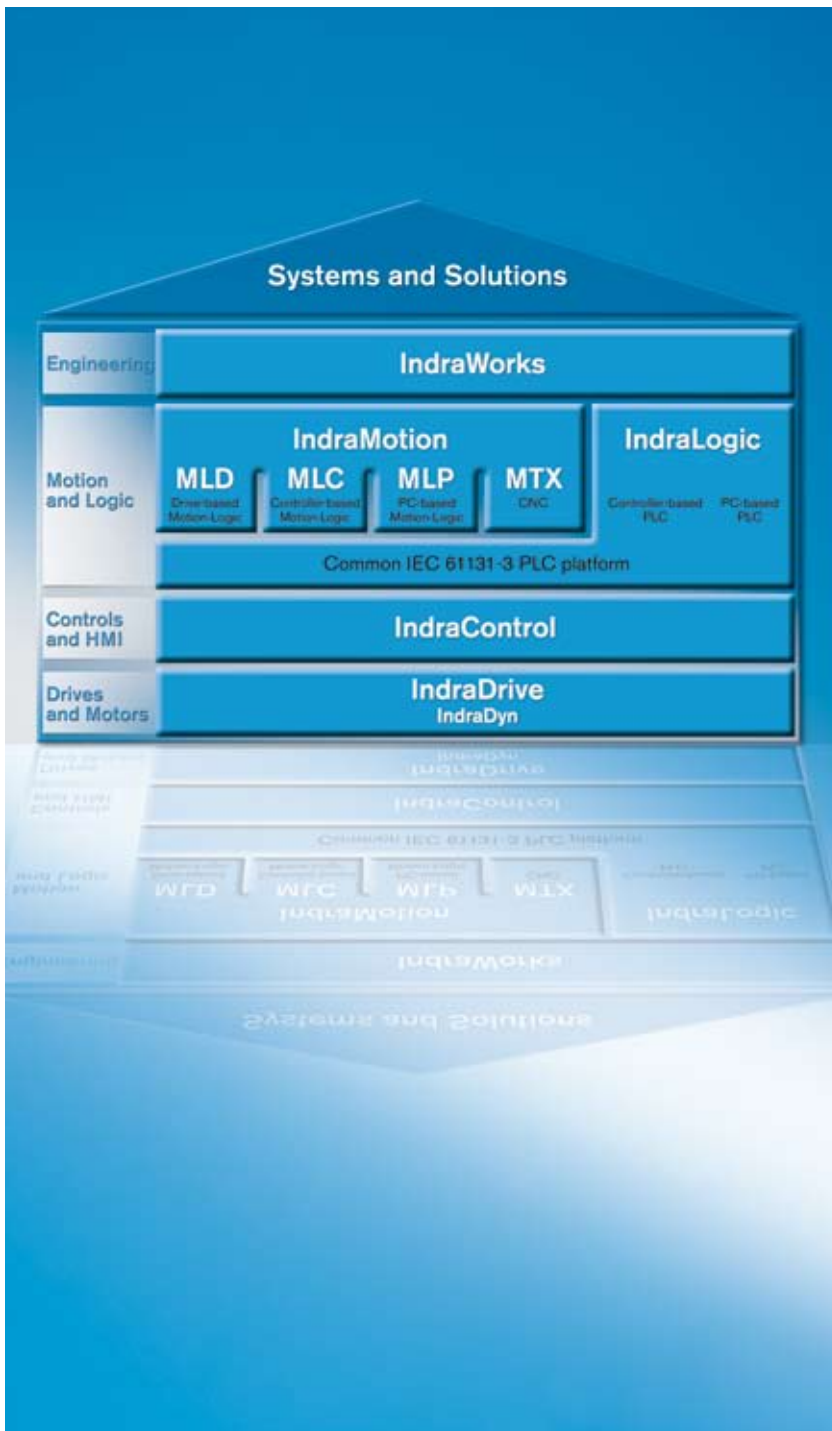 Systems and Solutions
Engineering
IndraWorks
Motion
and Logic
IndraMotion
MLD
Drive-based
Motion-Logic
MLC
Controller-based
Motion-Logic
MLP
PC-based
Motion-Logic
MTX
CNC
IndraLogic
Controller-based
PLC
PC-based
PLC
Common IEC 61131-3 PLC platform
Controls
and HMI
IndraControl
Drives
and Motors
IndraDrive
IndraDyn